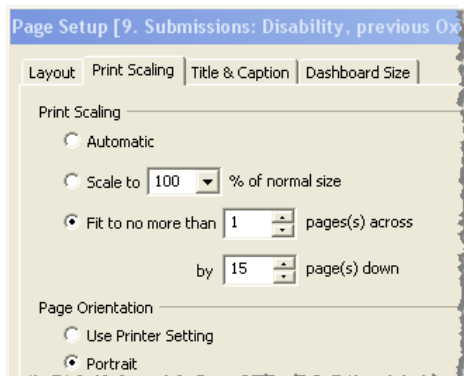 Page Setup [9. Submissions: Disability, previous Ox
Layout Print Scaling Title & Caption Dashboard Size
Print Scaling
Automatic
Scale to 100 % of normal size
Fit to no more than 1 pages(s) across
by 15 page(s) down
Page Orientation
Use Printer Setting
Portrait